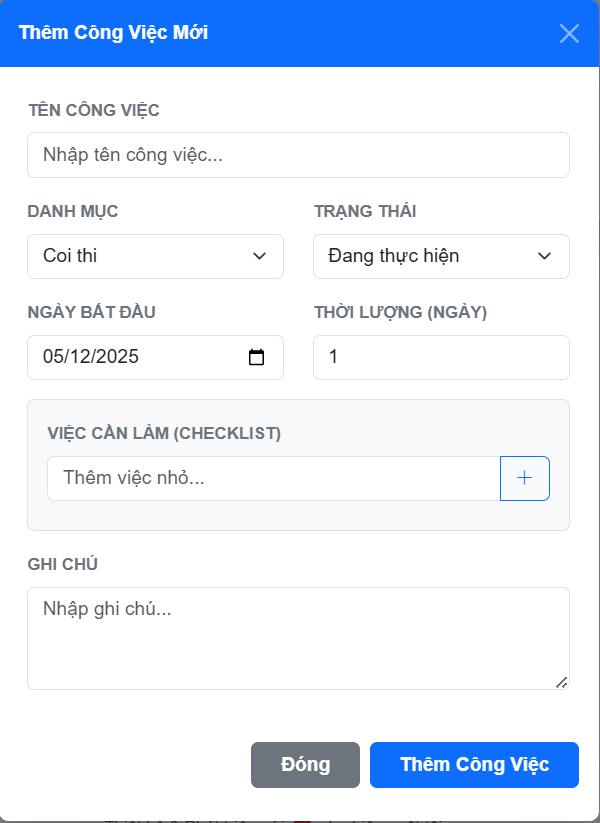 Thêm Công Việc Mới
TÊN CÔNG VIỆC
Nhập tên công việc...
DANH MỤC
TRẠNG THÁI
Coi thi
Đang thực hiện
NGÀY BẮT ĐẦU
THỜI LƯỢNG (NGÀY)
05/12/2025
1
VIỆC CẦN LÀM (CHECKLIST)
Thêm việc nhỏ...
GHI CHÚ
Nhập ghi chú...
Đóng
Thêm Công Việc